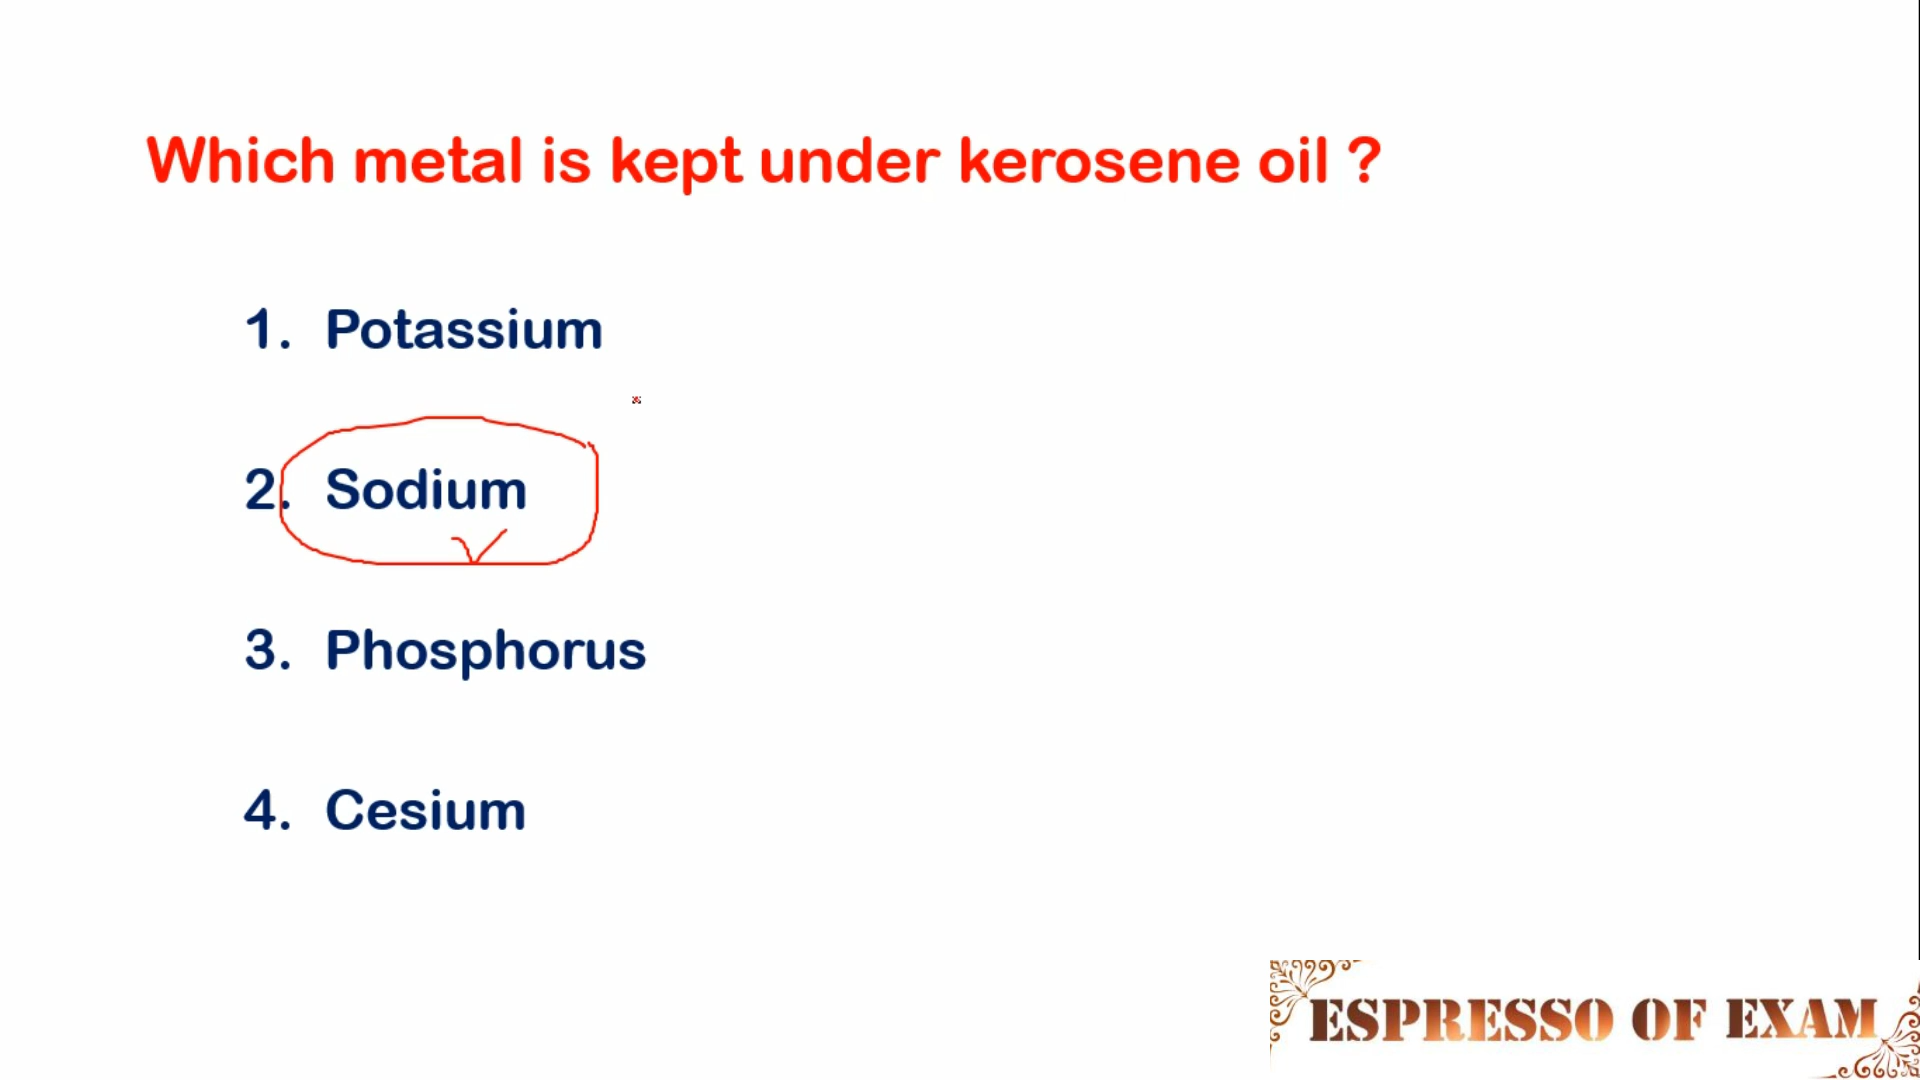 Which metal is kept under kerosene oil ?
1. Potassium
2. Sodium
3. Phosphorus
4. Cesium
ESPRESSO OF EXAM